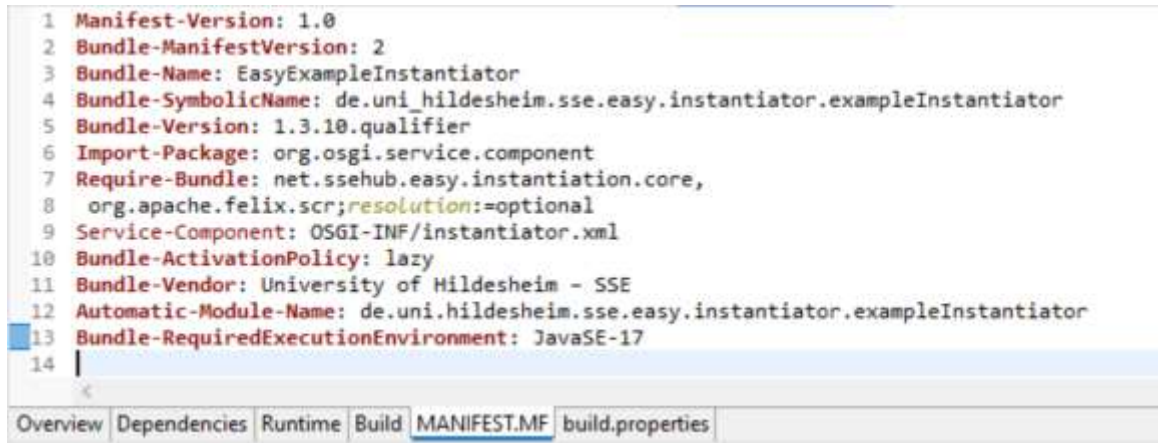 1 Manifest-Version: 1.0
2 Bundle-ManifestVersion: 2
3 Bundle-Name: EasyExampleInstantiator
4 Bundle-SymbolicName: de.uni_hildesheim.sse.easy.instantiator.exampleInstantiator
5 Bundle-Version: 1.3.10.qualifier
6 Import-Package: org.osgi.service.component
7 Require-Bundle: net.ssehub.easy.instantiation.core,
8  org.apache.felix.scr;resolution:=optional
9 Service-Component: OSGI-INF/instantiator.xml
10 Bundle-ActivationPolicy: lazy
11 Bundle-Vendor: University of Hildesheim – SSE
12 Automatic-Module-Name: de.uni.hildesheim.sse.easy.instantiator.exampleInstantiator
13 Bundle-RequiredExecutionEnvironment: JavaSE-17
14
Overview Dependencies Runtime Build MANIFEST.MF build.properties